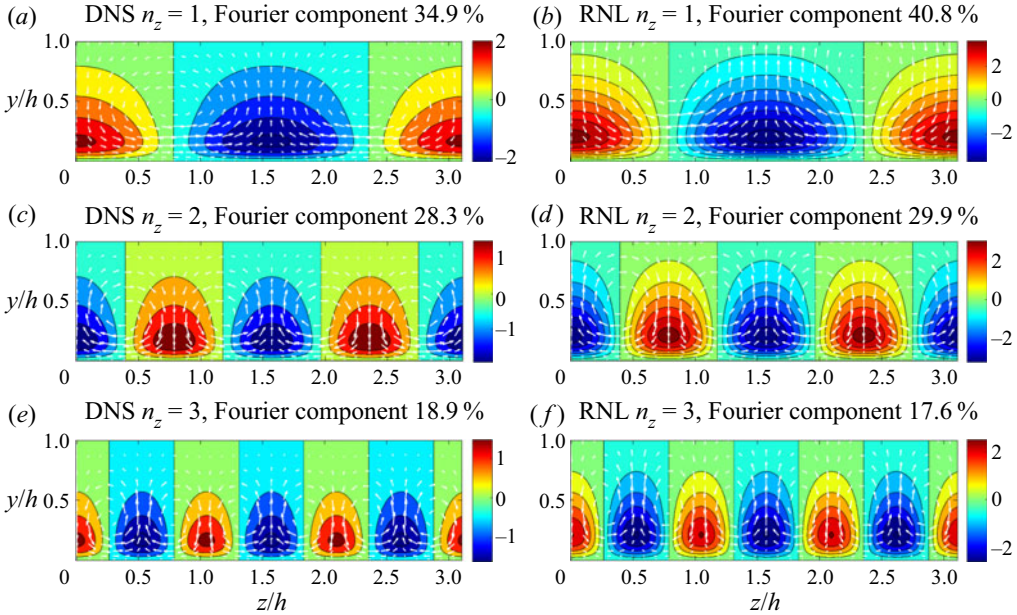 (a) DNS n_z = 1, Fourier component 34.9 %
(b) RNL n_z = 1, Fourier component 40.8 %
1.0
y/h 0.5
0 0.5 1.0 1.5 2.0 2.5 3.0
2
0
–2
1.0
0.5
0 0.5 1.0 1.5 2.0 2.5 3.0
2
0
–2
(c) DNS n_z = 2, Fourier component 28.3 %
(d) RNL n_z = 2, Fourier component 29.9 %
1.0
y/h 0.5
0 0.5 1.0 1.5 2.0 2.5 3.0
1
0
–1
1.0
0.5
0 0.5 1.0 1.5 2.0 2.5 3.0
2
0
–2
(e) DNS n_z = 3, Fourier component 18.9 %
(f) RNL n_z = 3, Fourier component 17.6 %
1.0
y/h 0.5
0 0.5 1.0 1.5 2.0 2.5 3.0
z/h
1
0
–1
1.0
0.5
0 0.5 1.0 1.5 2.0 2.5 3.0
z/h
2
0
–2